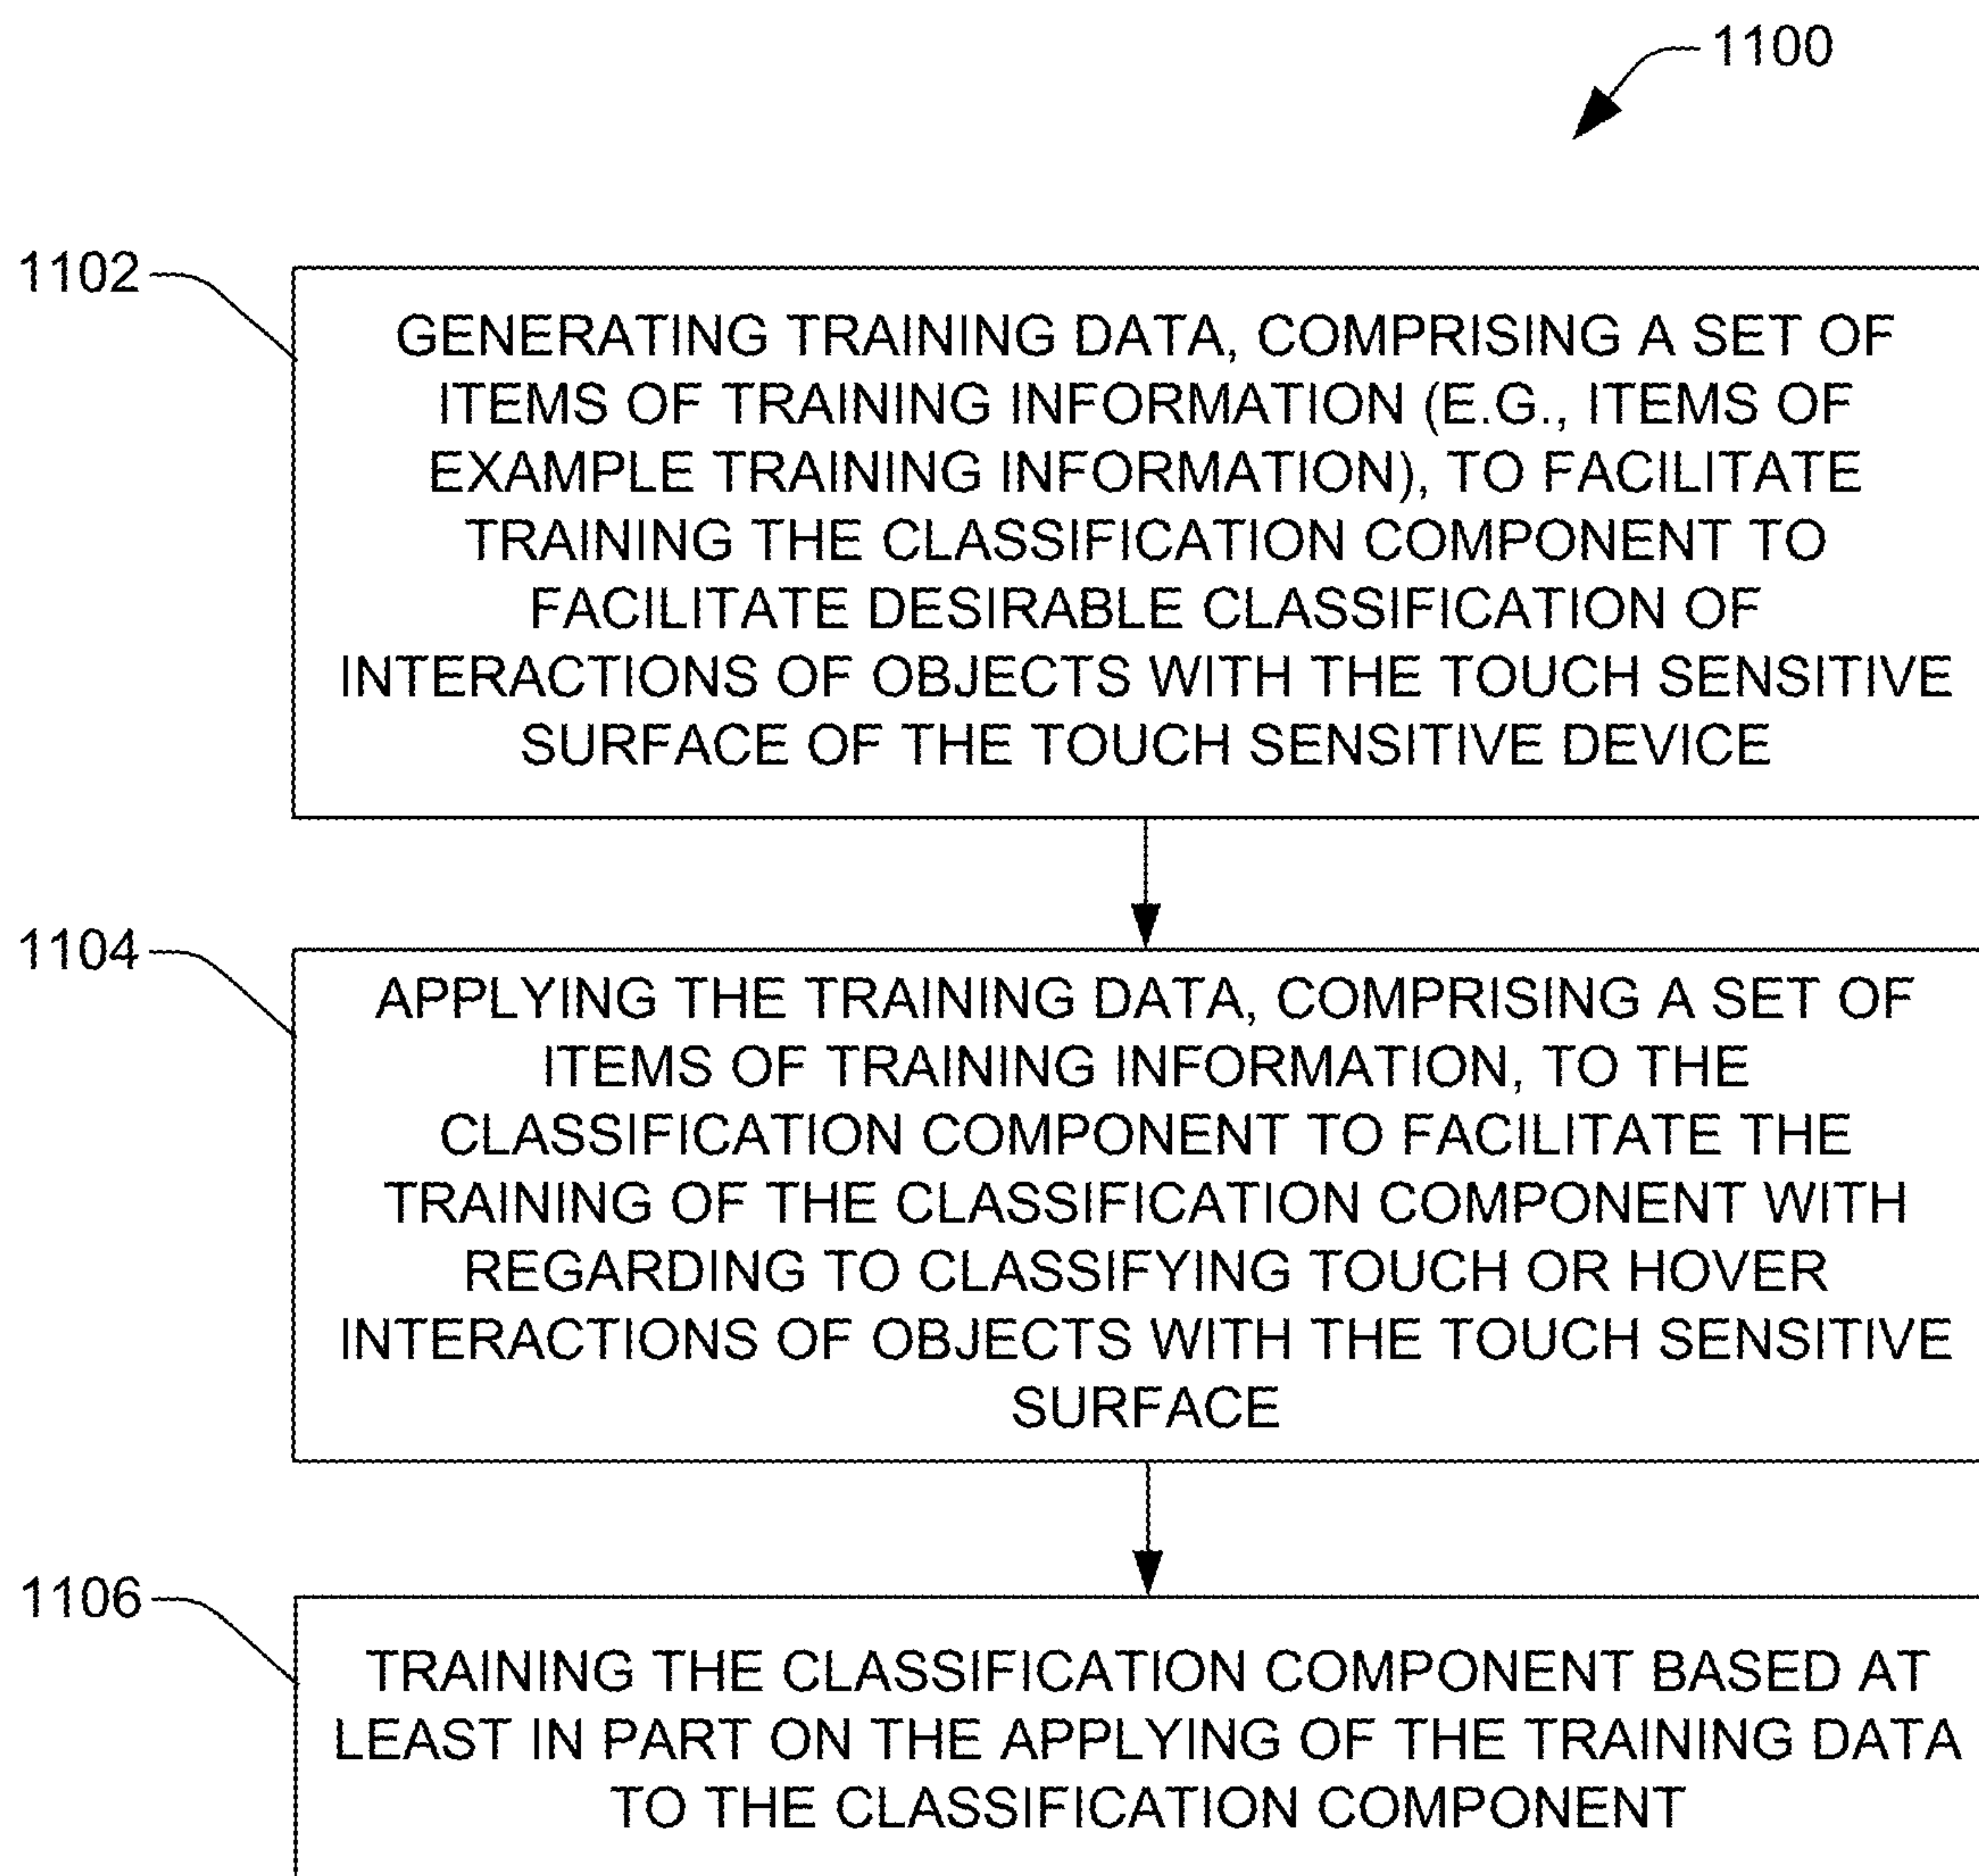 1100
1102
GENERATING TRAINING DATA, COMPRISING A SET OF
ITEMS OF TRAINING INFORMATION (E.G., ITEMS OF
EXAMPLE TRAINING INFORMATION), TO FACILITATE
TRAINING THE CLASSIFICATION COMPONENT TO
FACILITATE DESIRABLE CLASSIFICATION OF
INTERACTIONS OF OBJECTS WITH THE TOUCH SENSITIVE
SURFACE OF THE TOUCH SENSITIVE DEVICE
1104
APPLYING THE TRAINING DATA, COMPRISING A SET OF
ITEMS OF TRAINING INFORMATION, TO THE
CLASSIFICATION COMPONENT TO FACILITATE THE
TRAINING OF THE CLASSIFICATION COMPONENT WITH
REGARDING TO CLASSIFYING TOUCH OR HOVER
INTERACTIONS OF OBJECTS WITH THE TOUCH SENSITIVE
SURFACE
1106
TRAINING THE CLASSIFICATION COMPONENT BASED AT
LEAST IN PART ON THE APPLYING OF THE TRAINING DATA
TO THE CLASSIFICATION COMPONENT